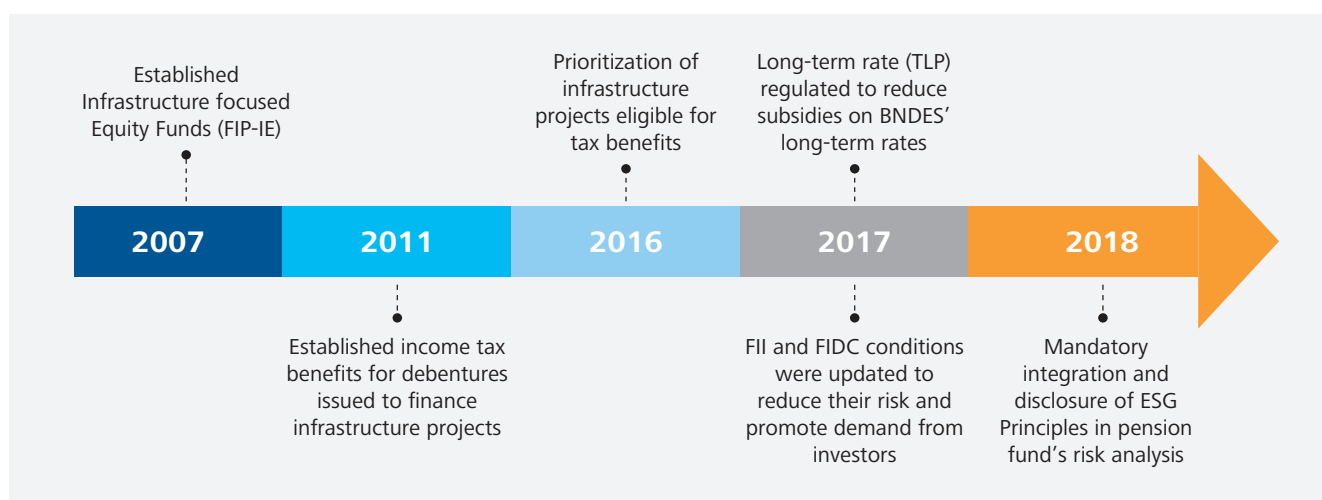 Established
Infrastructure focused
Equity Funds (FIP-IE)
Prioritization of
infrastructure
projects eligible for
tax benefits
Long-term rate (TLP)
regulated to reduce
subsidies on BNDES’
long-term rates
2007
2011
2016
2017
2018
Established income tax
benefits for debentures
issued to finance
infrastructure projects
FII and FIDC conditions
were updated to
reduce their risk and
promote demand from
investors
Mandatory
integration and
disclosure of ESG
Principles in pension
fund’s risk analysis